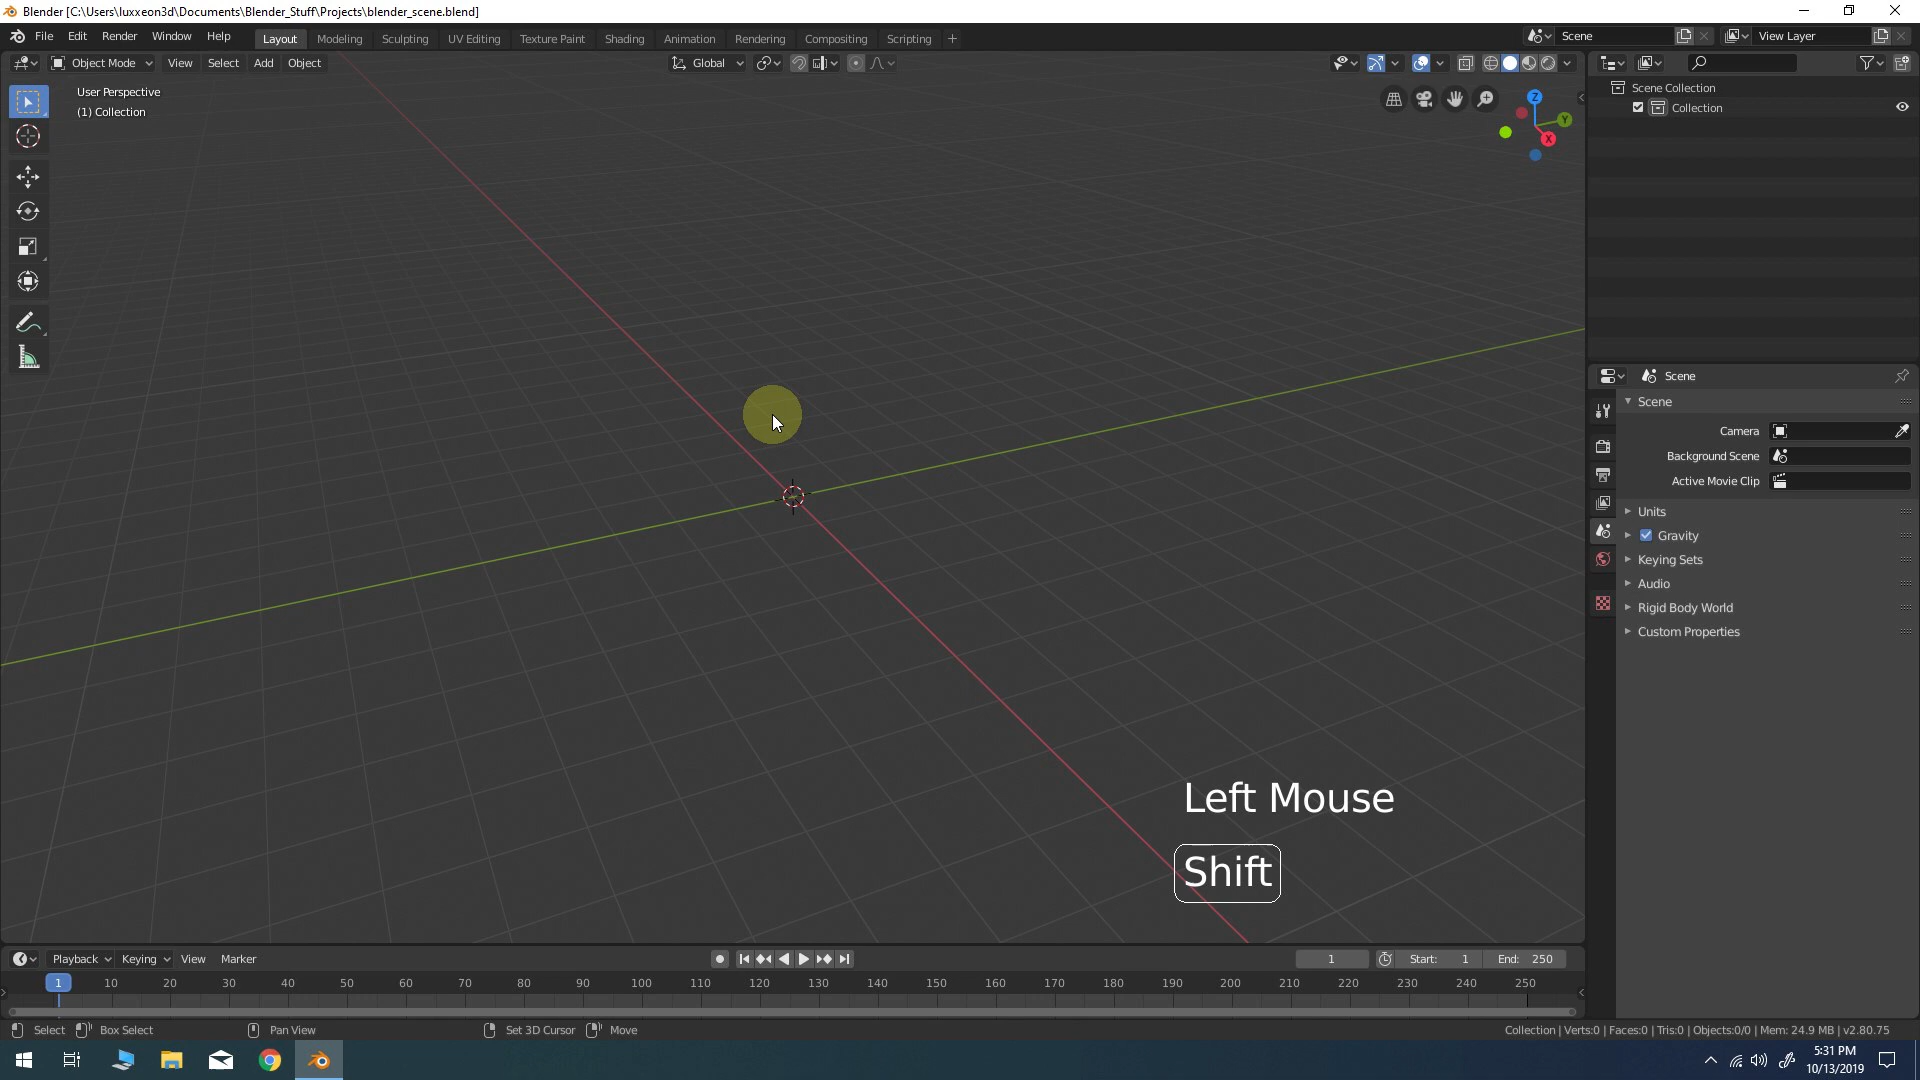 Blender [C:\Users\luxxeon3d\Documents\Blender_Stuff\Projects\blender_scene.blend]
File Edit Render Window Help Layout Modeling Sculpting UV Editing Texture Paint Shading Animation Rendering Compositing Scripting + Scene View Layer
Object Mode View Select Add Object Global
User Perspective
(1) Collection
Z
Y
X
Scene Collection
Collection
Scene
Scene
Camera
Background Scene
Active Movie Clip
Units
Gravity
Keying Sets
Audio
Rigid Body World
Custom Properties
Left Mouse
Shift
Playback Keying View Marker 1 Start: 1 End: 250
1 10 20 30 40 50 60 70 80 90 100 110 120 130 140 150 160 170 180 190 200 210 220 230 240 250
Select Box Select Pan View Set 3D Cursor Move Collection | Verts:0 | Faces:0 | Tris:0 | Objects:0/0 | Mem: 24.9 MB | v2.80.75
5:31 PM
10/13/2019